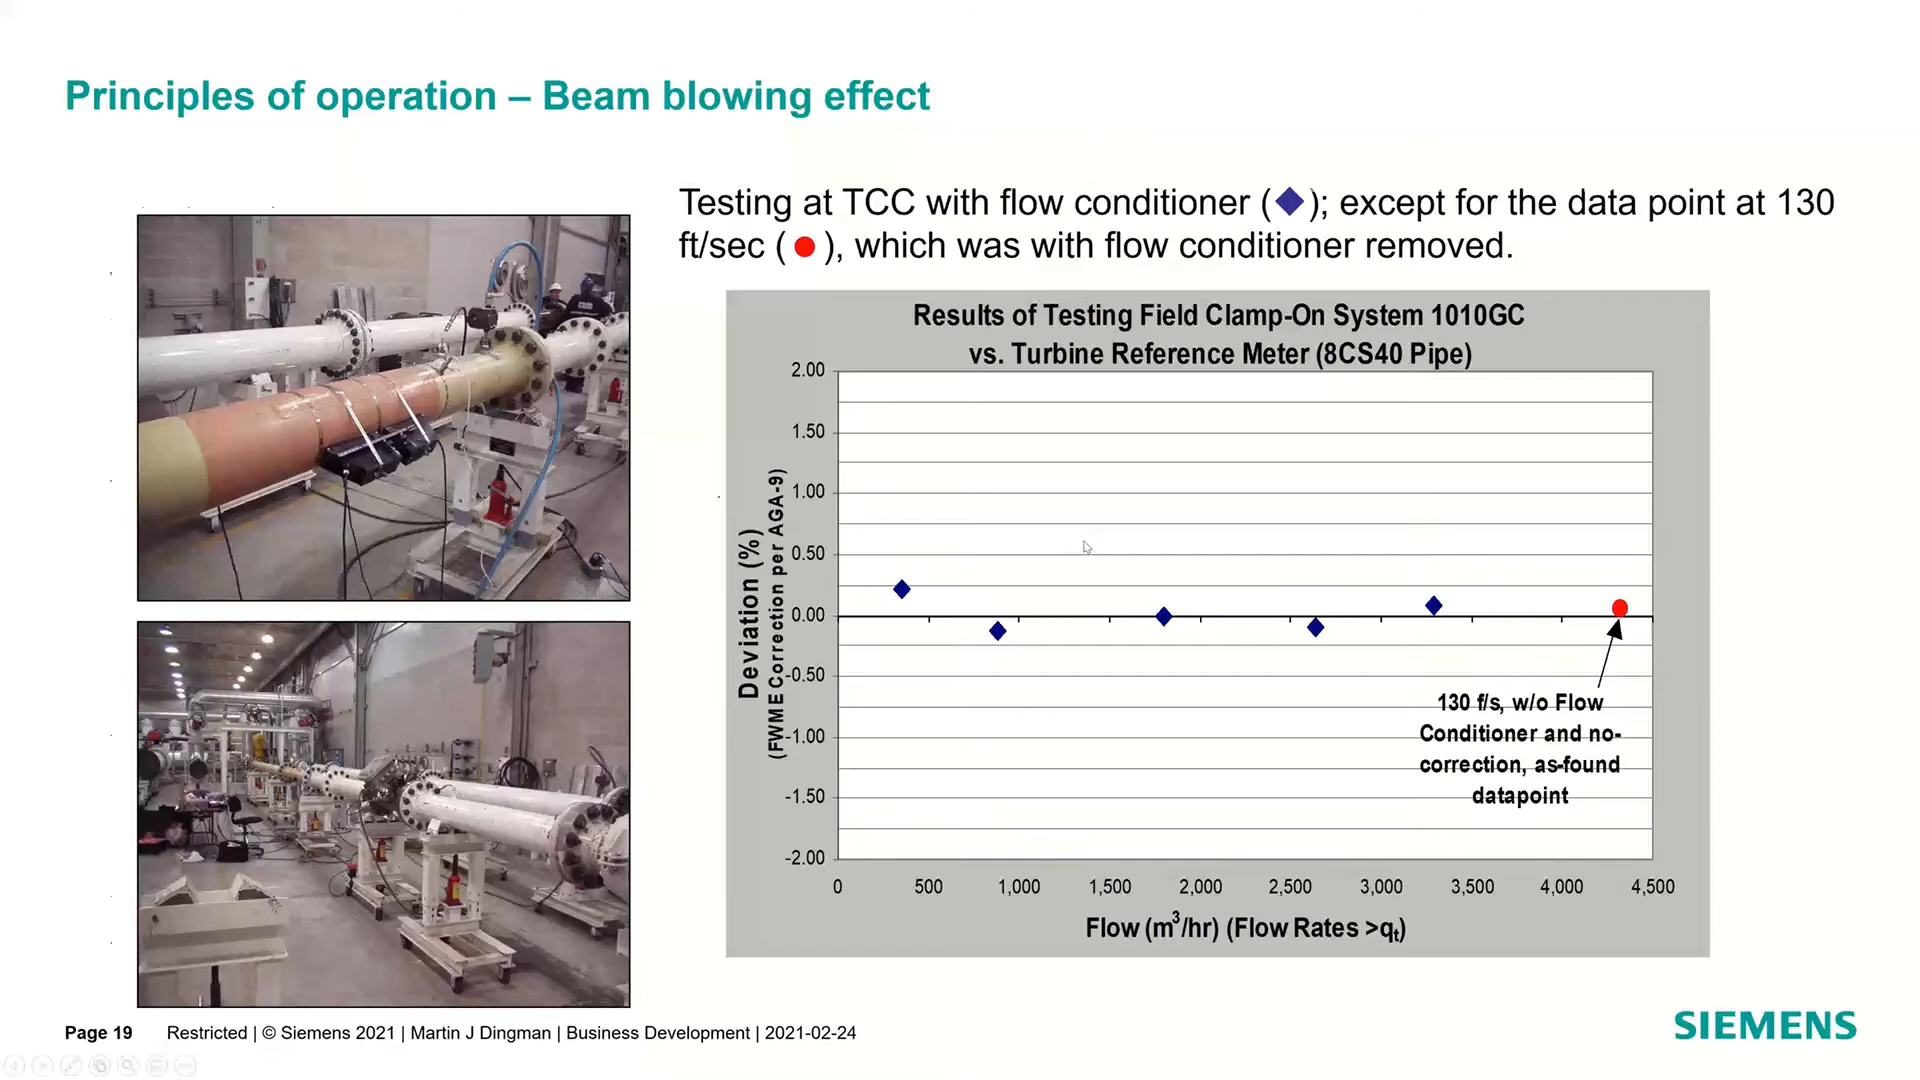 Principles of operation – Beam blowing effect
Testing at TCC with flow conditioner (◆); except for the data point at 130
ft/sec (●), which was with flow conditioner removed.
Results of Testing Field Clamp-On System 1010GC
vs. Turbine Reference Meter (8CS40 Pipe)
Deviation (%)
(FWME Correction per AGA-9)
2.00
1.50
1.00
0.50
0.00
-0.50
-1.00
-1.50
-2.00
130 f/s, w/o Flow
Conditioner and no-
correction, as-found
datapoint
0 500 1,000 1,500 2,000 2,500 3,000 3,500 4,000 4,500
Flow (m³/hr) (Flow Rates >qt)
Page 19 Restricted | © Siemens 2021 | Martin J Dingman | Business Development | 2021-02-24
SIEMENS